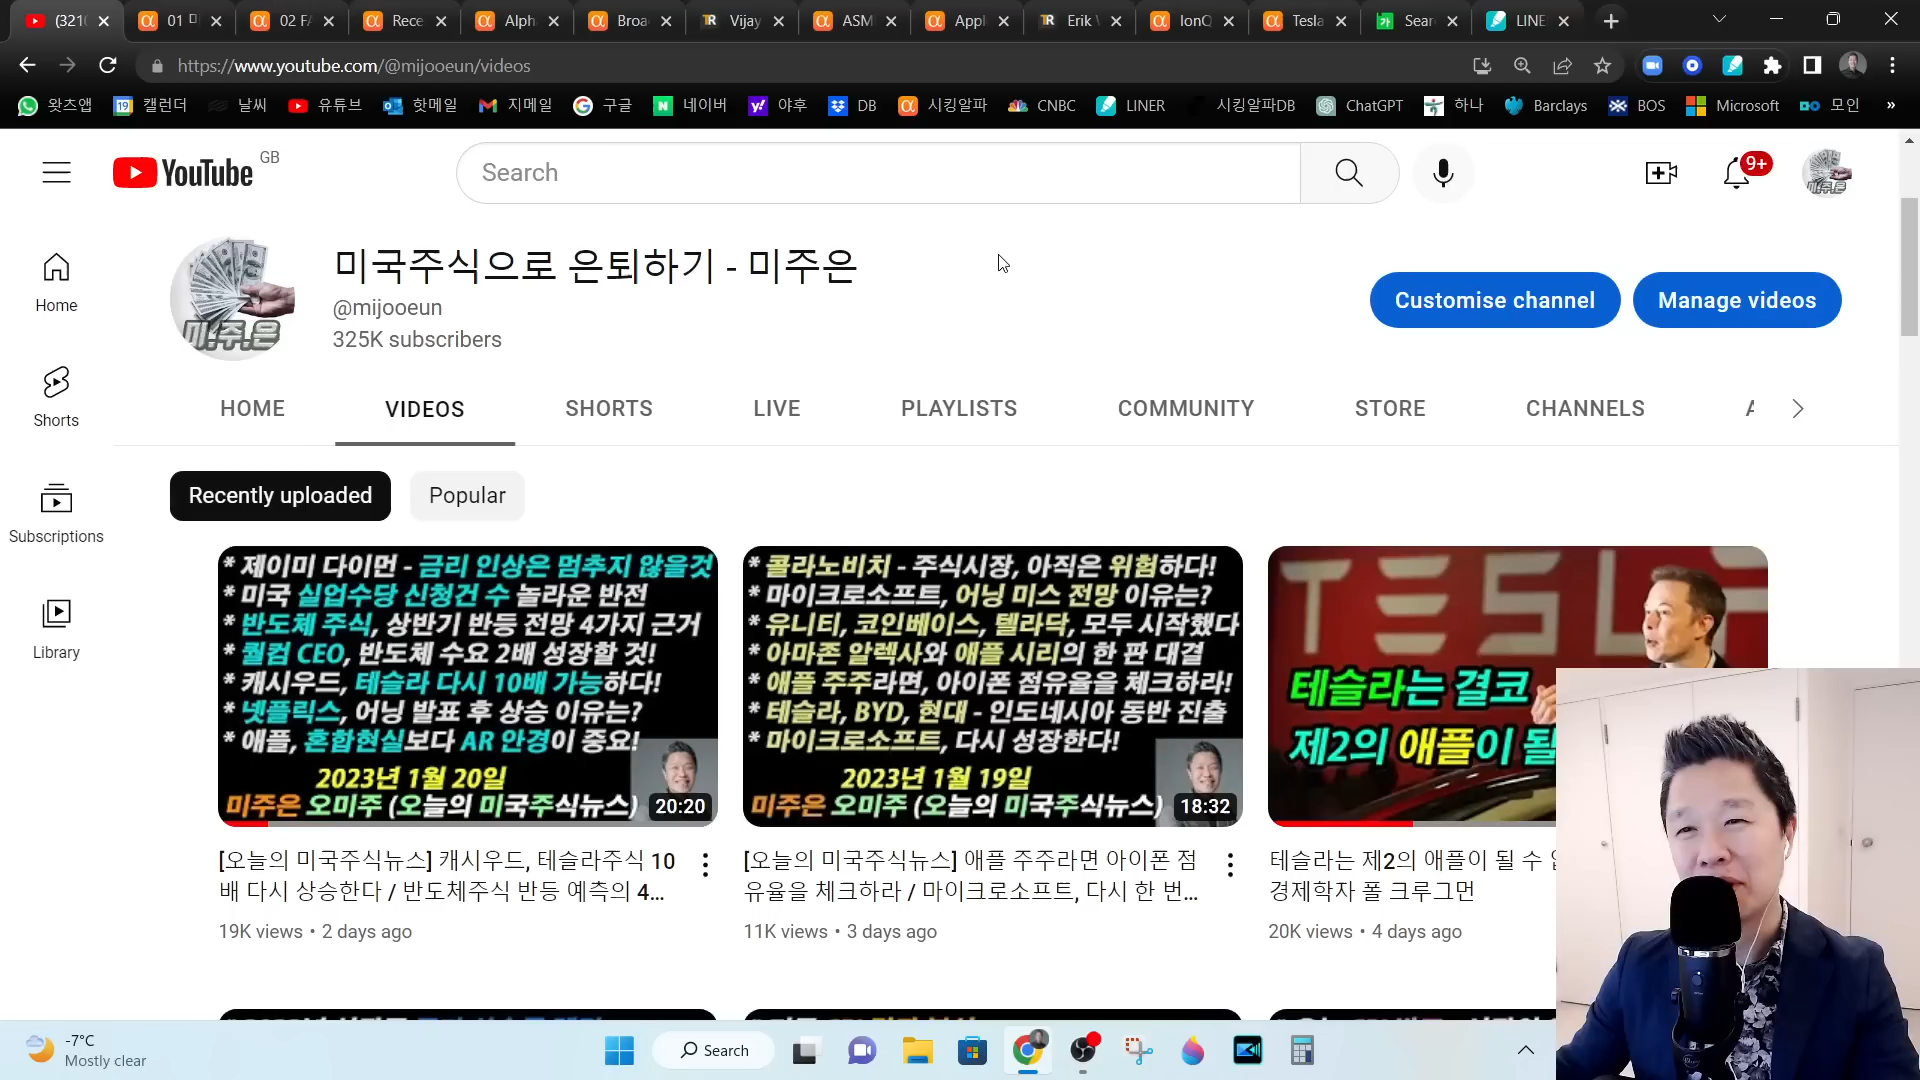 (321
01 미
02 FA
Rece
Alph
Broa
Vijay
ASM
Appl
Erik
IonQ
Tesla
Sear
LINE
https://www.youtube.com/@mijooeun/videos
왓츠앱
캘런더
날씨
유튜브
핫메일
지메일
구글
네이버
야후
DB
시킹알파
CNBC
LINER
시킹알파DB
ChatGPT
하나
Barclays
BOS
Microsoft
모인
»
YouTube GB
Search
9+
미국주식으로 은퇴하기 - 미주은
@mijooeun
325K subscribers
미.주.은
Customise channel
Manage videos
Home
Shorts
Subscriptions
Library
HOME
VIDEOS
SHORTS
LIVE
PLAYLISTS
COMMUNITY
STORE
CHANNELS
Recently uploaded
Popular
* 제이미 다이먼 - 금리 인상은 멈추지 않을것
* 미국 실업수당 신청건 수 놀라운 반전
* 반도체 주식, 상반기 반등 전망 4가지 근거
* 퀄컴 CEO, 반도체 수요 2배 성장할 것!
* 캐시우드, 테슬라 다시 10배 가능하다!
* 넷플릭스, 어닝 발표 후 상승 이유는?
* 애플, 혼합현실보다 AR 안경이 중요!
2023년 1월 20일
미주은 오미주 (오늘의 미국주식뉴스)
20:20
* 콜라노비치 - 주식시장, 아직은 위험하다!
* 마이크로소프트, 어닝 미스 전망 이유는?
* 유니티, 코인베이스, 텔라닥, 모두 시작했다
* 아마존 알렉사와 애플 시리의 한 판 대결
* 애플 주주라면, 아이폰 점유율을 체크하라!
* 테슬라, BYD, 현대 - 인도네시아 동반 진출
* 마이크로소프트, 다시 성장한다!
2023년 1월 19일
미주은 오미주 (오늘의 미국주식뉴스)
18:32
TESL
테슬라는 결코
제2의 애플이 될
[오늘의 미국주식뉴스] 캐시우드, 테슬라주식 10
배 다시 상승한다 / 반도체주식 반등 예측의 4...
19K views • 2 days ago
[오늘의 미국주식뉴스] 애플 주주라면 아이폰 점
유율을 체크하라 / 마이크로소프트, 다시 한 번...
11K views • 3 days ago
테슬라는 제2의 애플이 될 수
경제학자 폴 크루그먼
20K views • 4 days ago
-7°C
Mostly clear
Search